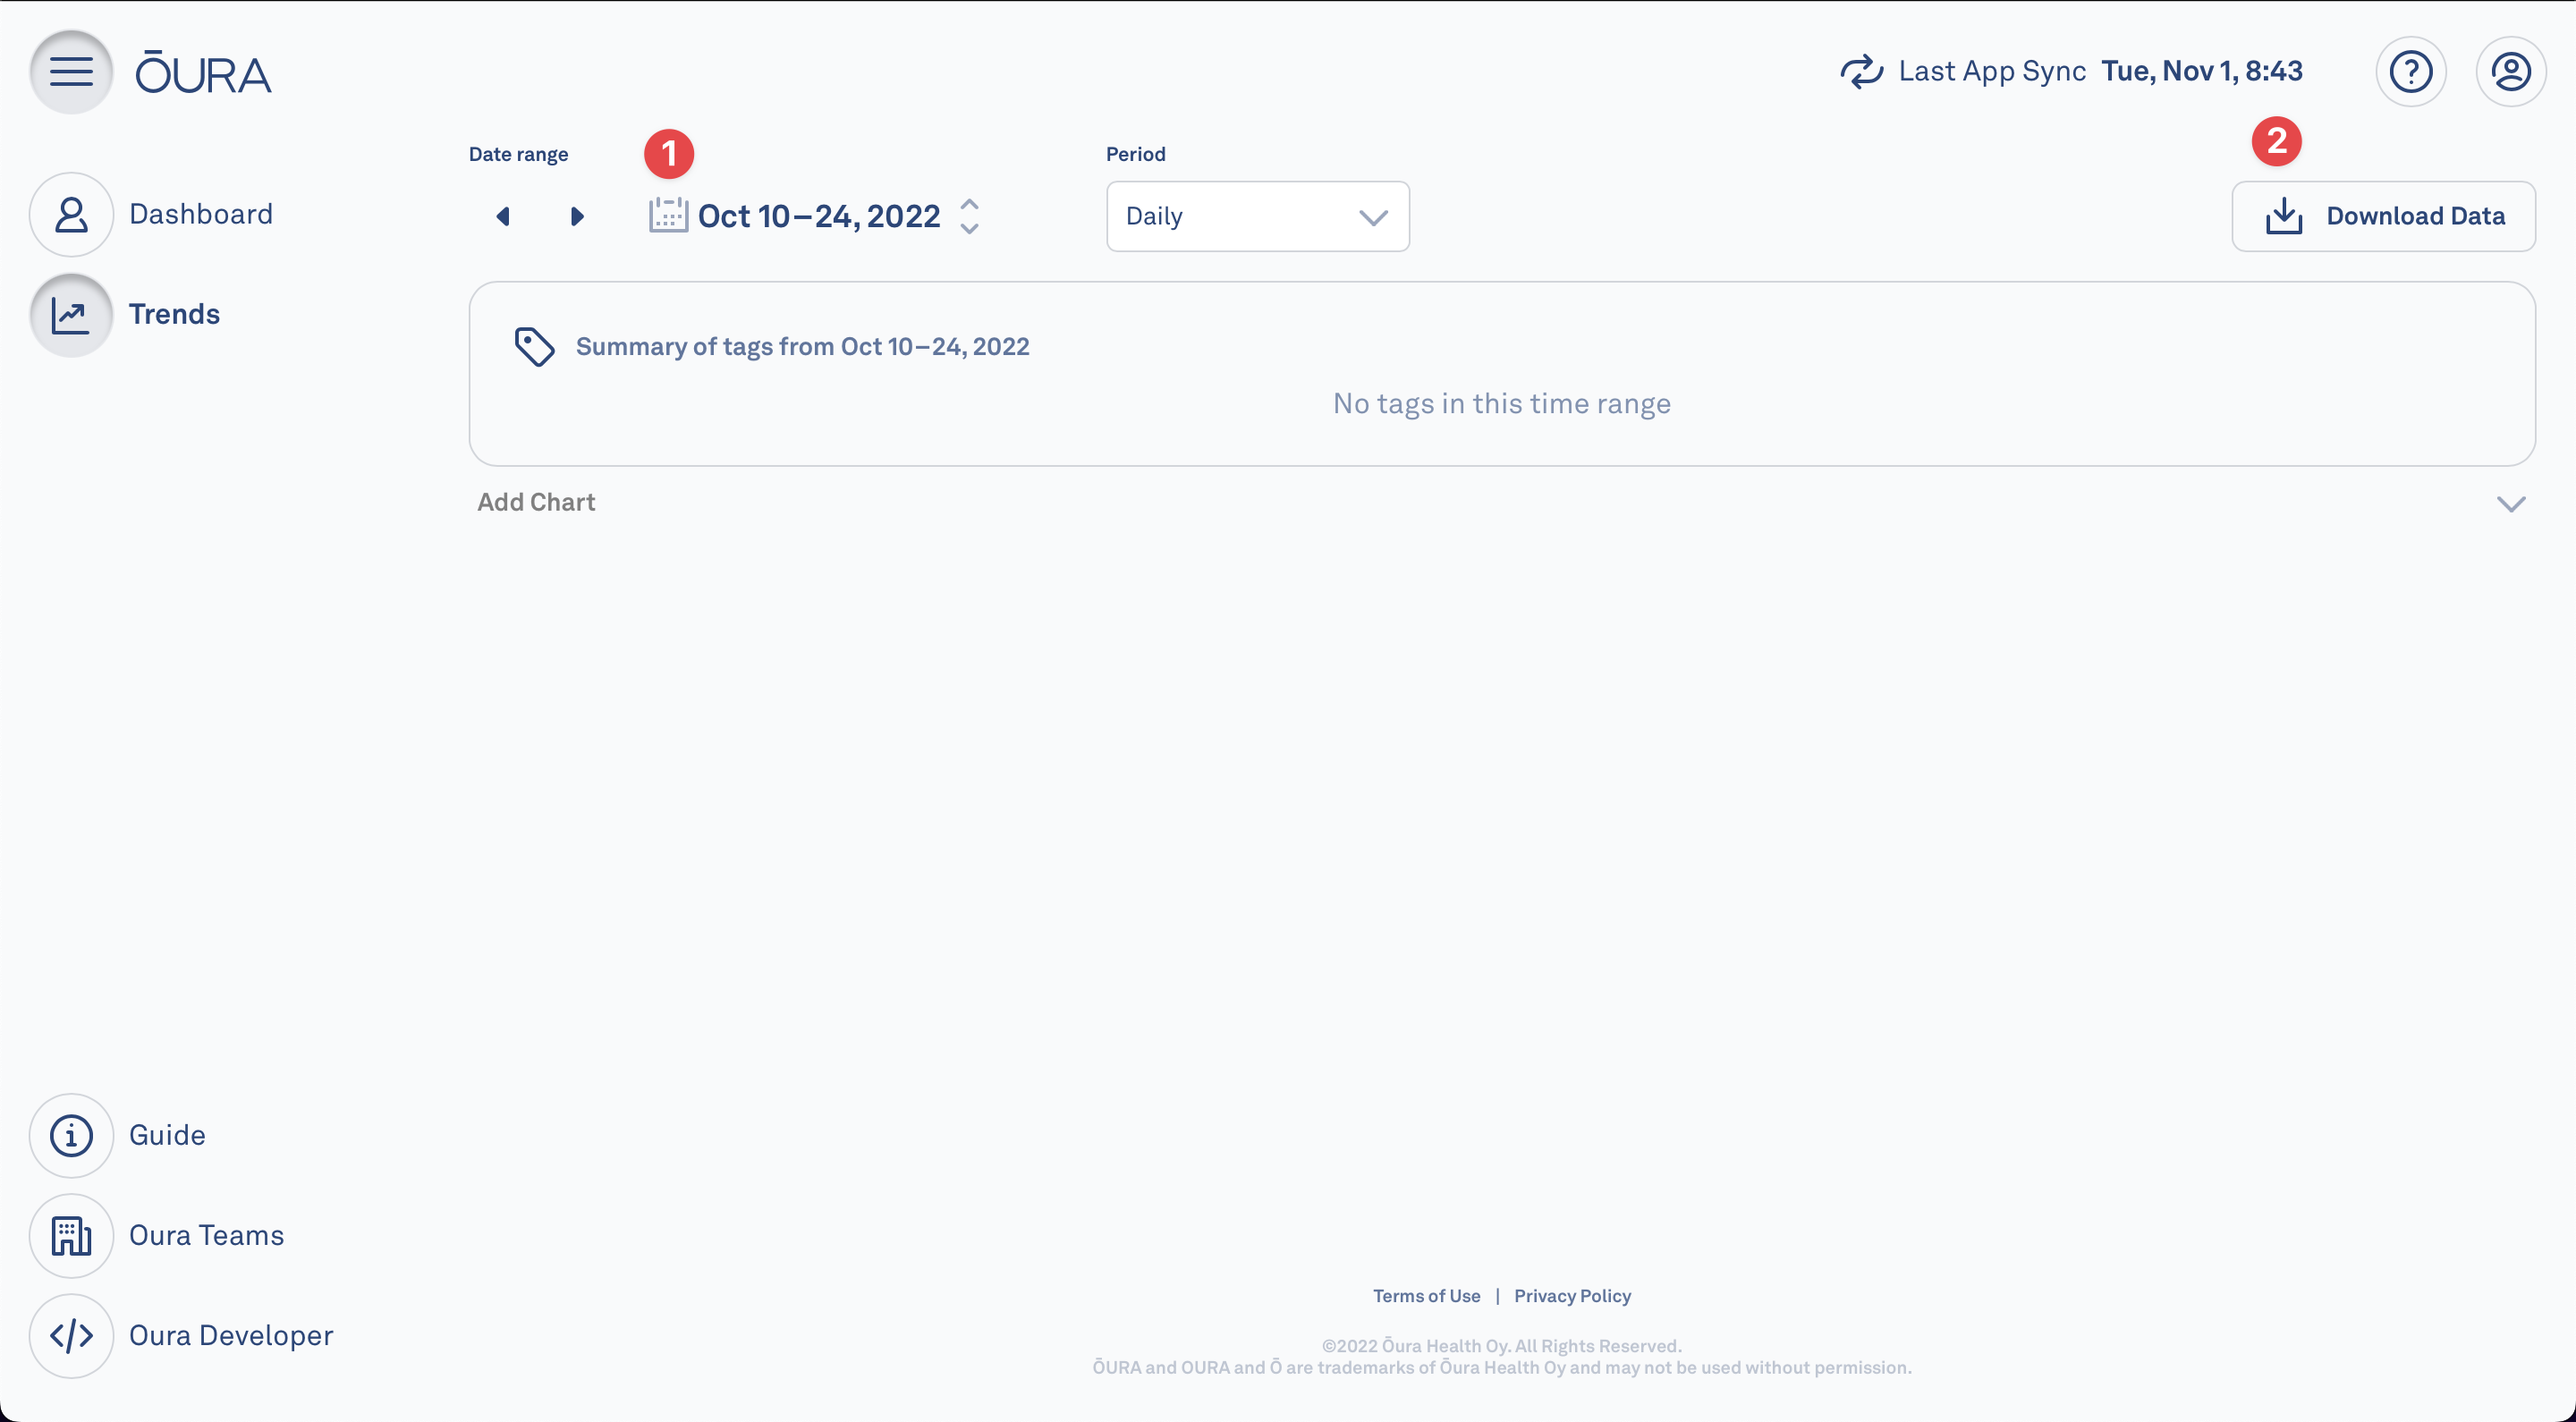 ŌURA
Last App Sync Tue, Nov 1, 8:43
Date range
1
Period
2
Dashboard
Oct 10–24, 2022
Daily
Download Data
Trends
Summary of tags from Oct 10–24, 2022
No tags in this time range
Add Chart
Guide
Oura Teams
Oura Developer
Terms of Use | Privacy Policy
©2022 Ōura Health Oy. All Rights Reserved.
ŌURA and OURA and Ō are trademarks of Ōura Health Oy and may not be used without permission.